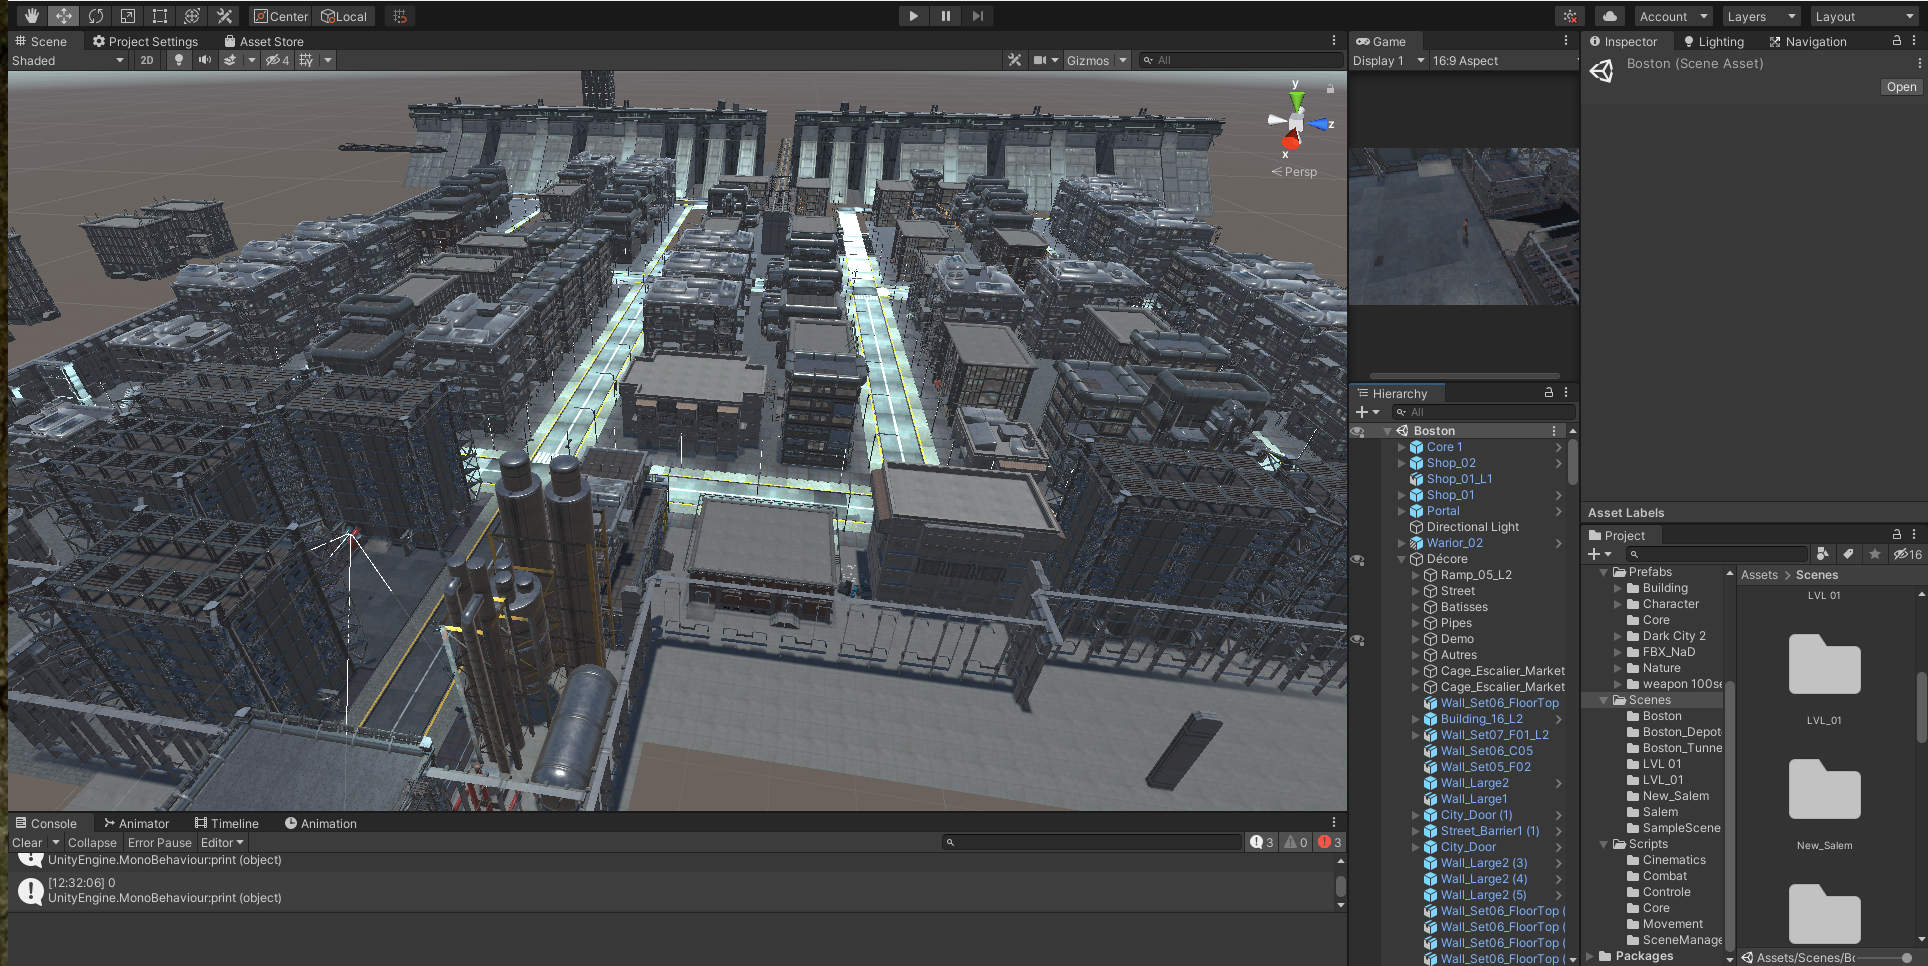 Center
Local
Account
Layers
Layout
Scene
Project Settings
Asset Store
Shaded
2D
4
Gizmos
All
y
z
x
Persp
Game
Display 1
16:9 Aspect
Inspector
Lighting
Navigation
Boston (Scene Asset)
Open
Asset Labels
Hierarchy
All
Boston
Core 1
Shop_02
Shop_01_L1
Shop_01
Portal
Directional Light
Warior_02
Décore
Ramp_05_L2
Street
Batisses
Pipes
Demo
Autres
Cage_Escalier_Market
Cage_Escalier_Market
Wall_Set06_FloorTop
Building_16_L2
Wall_Set07_F01_L2
Wall_Set06_C05
Wall_Set05_F02
Wall_Large2
Wall_Large1
City_Door (1)
Street_Barrier1 (1)
City_Door
Wall_Large2 (3)
Wall_Large2 (4)
Wall_Large2 (5)
Wall_Set06_FloorTop (
Wall_Set06_FloorTop (
Wall_Set06_FloorTop (
Wall_Set06_FloorTop (
Project
16
Prefabs
Building
Character
Core
Dark City 2
FBX_NaD
Nature
weapon 100se
Scenes
Boston
Boston_Depot
Boston_Tunne
LVL 01
LVL_01
New_Salem
Salem
SampleScene
Scripts
Cinematics
Combat
Controle
Core
Movement
SceneManage
Packages
Assets > Scenes
LVL 01
LVL_01
New_Salem
Assets/Scenes/Bo
Console
Animator
Timeline
Animation
Clear
Collapse
Error Pause
Editor
3
0
3
UnityEngine.MonoBehaviour:print (object)
[12:32:06] 0
UnityEngine.MonoBehaviour:print (object)